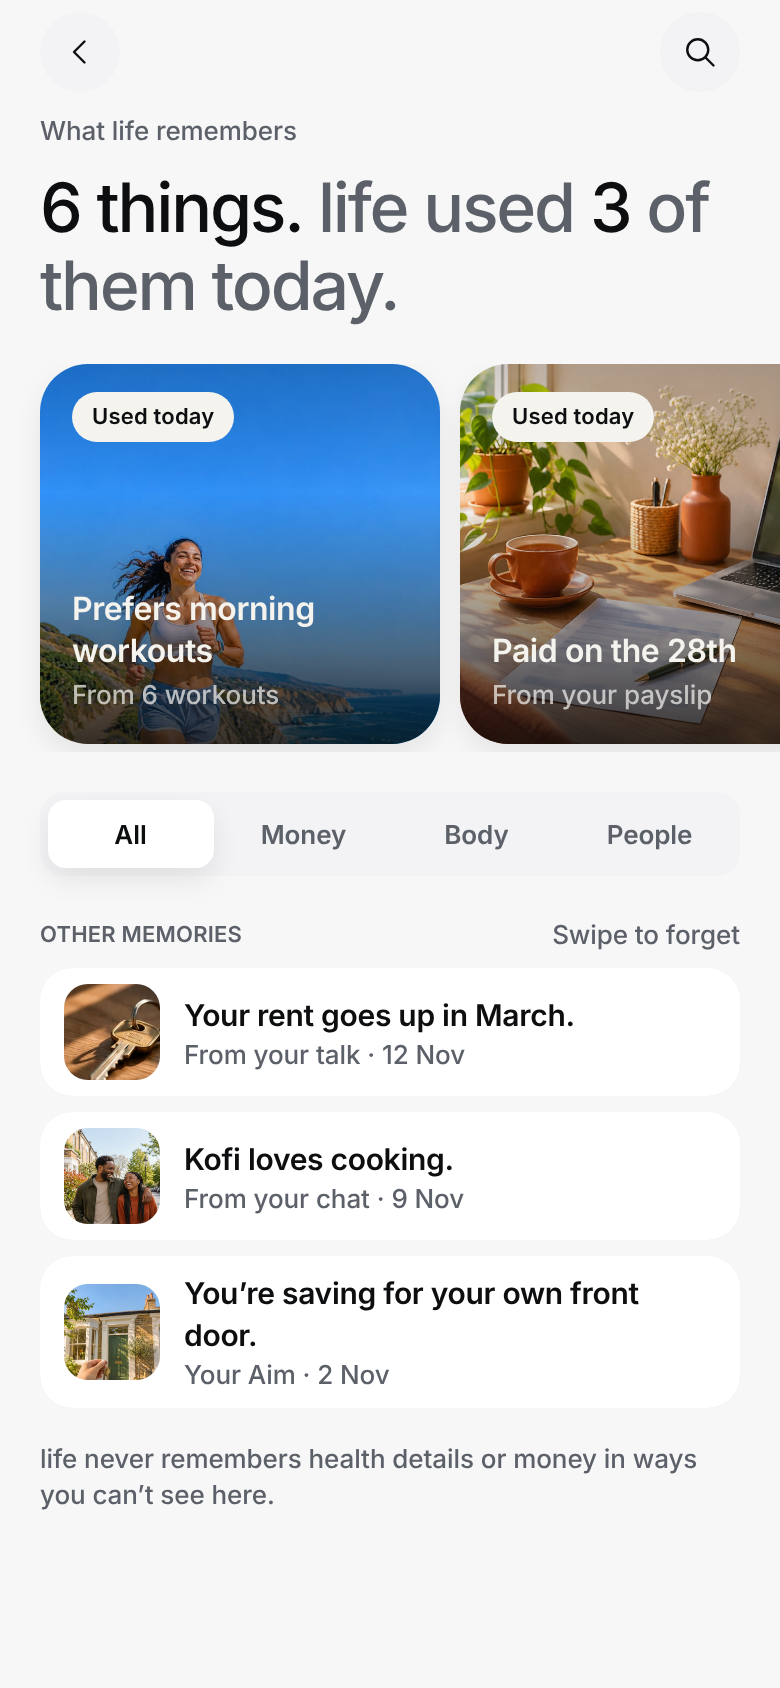 What life remembers
6 things. life used 3 of
them today.
Used today
Prefers morning
workouts
From 6 workouts
Used today
Paid on the 28th
From your payslip
All
Money
Body
People
OTHER MEMORIES
Swipe to forget
Your rent goes up in March.
From your talk · 12 Nov
Kofi loves cooking.
From your chat · 9 Nov
You’re saving for your own front
door.
Your Aim · 2 Nov
life never remembers health details or money in ways
you can’t see here.